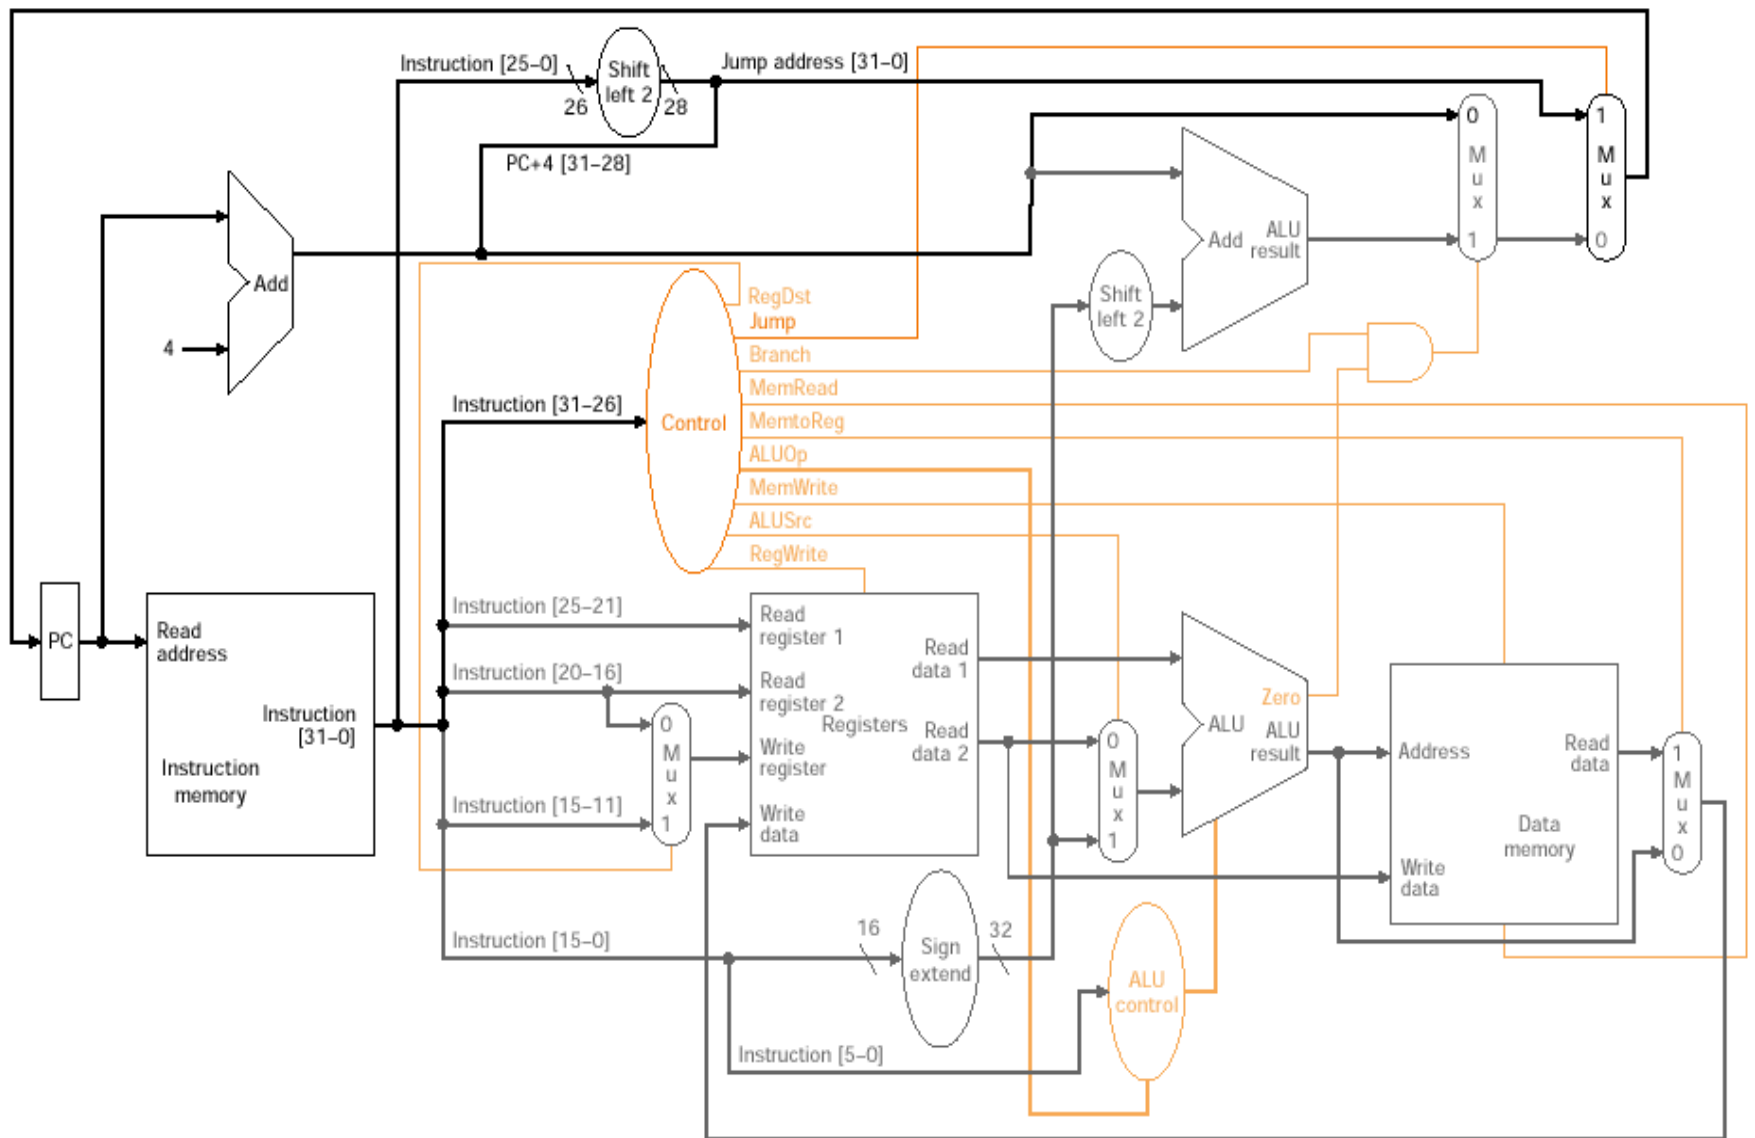 Instruction [25–0]
Shift
left 2
Jump address [31–0]
26
28
PC+4 [31–28]
Add
4
0
M
u
x
1
1
M
u
x
0
Add
ALU
result
Shift
left 2
RegDst
Jump
Branch
MemRead
MemtoReg
ALUOp
MemWrite
ALUSrc
RegWrite
Control
Instruction [31–26]
PC
Read
address
Instruction
[31–0]
Instruction
memory
Instruction [25–21]
Instruction [20–16]
Instruction [15–11]
0
M
u
x
1
Read
register 1
Read
register 2
Write
register
Write
data
Registers
Read
data 1
Read
data 2
0
M
u
x
1
Zero
ALU
ALU
result
Address
Write
data
Read
data
Data
memory
1
M
u
x
0
Instruction [15–0]
16
Sign
extend
32
ALU
control
Instruction [5–0]